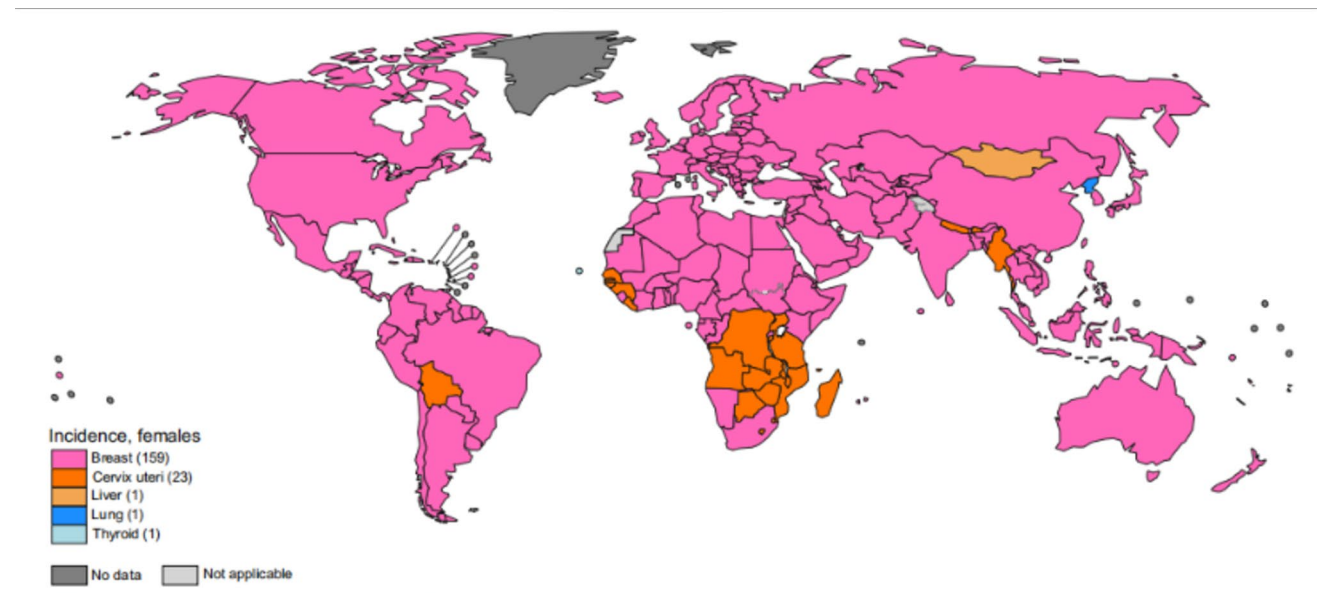 Incidence, females
Breast (159)
Cervix uteri (23)
Liver (1)
Lung (1)
Thyroid (1)
No data
Not applicable